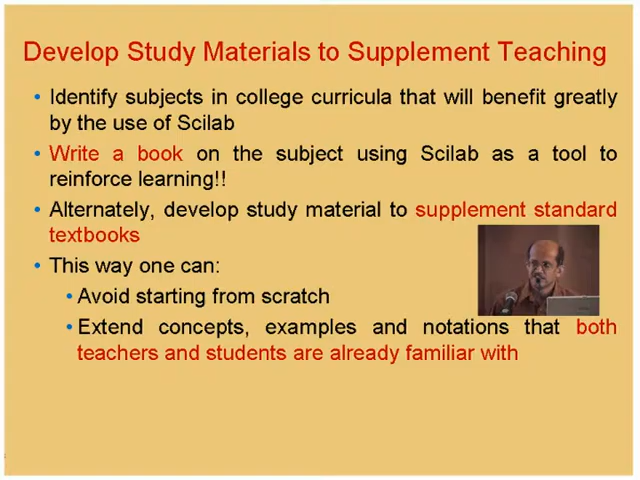 Develop Study Materials to Supplement Teaching
• Identify subjects in college curricula that will benefit greatly
by the use of Scilab
• Write a book on the subject using Scilab as a tool to
reinforce learning!!
• Alternately, develop study material to supplement standard
textbooks
• This way one can:
• Avoid starting from scratch
• Extend concepts, examples and notations that both
teachers and students are already familiar with